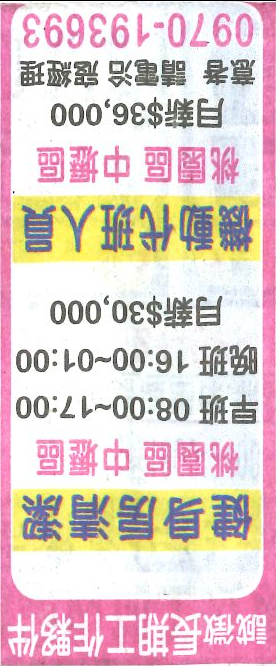 誠徵長期工作夥伴
健身房清潔
桃園區 中壢區
早班 08:00~17:00
晚班 16:00~01:00
月薪$30,000
機動代班人員
桃園區 中壢區
月薪$36,000
意者 請電洽 寇經理
0970-193693